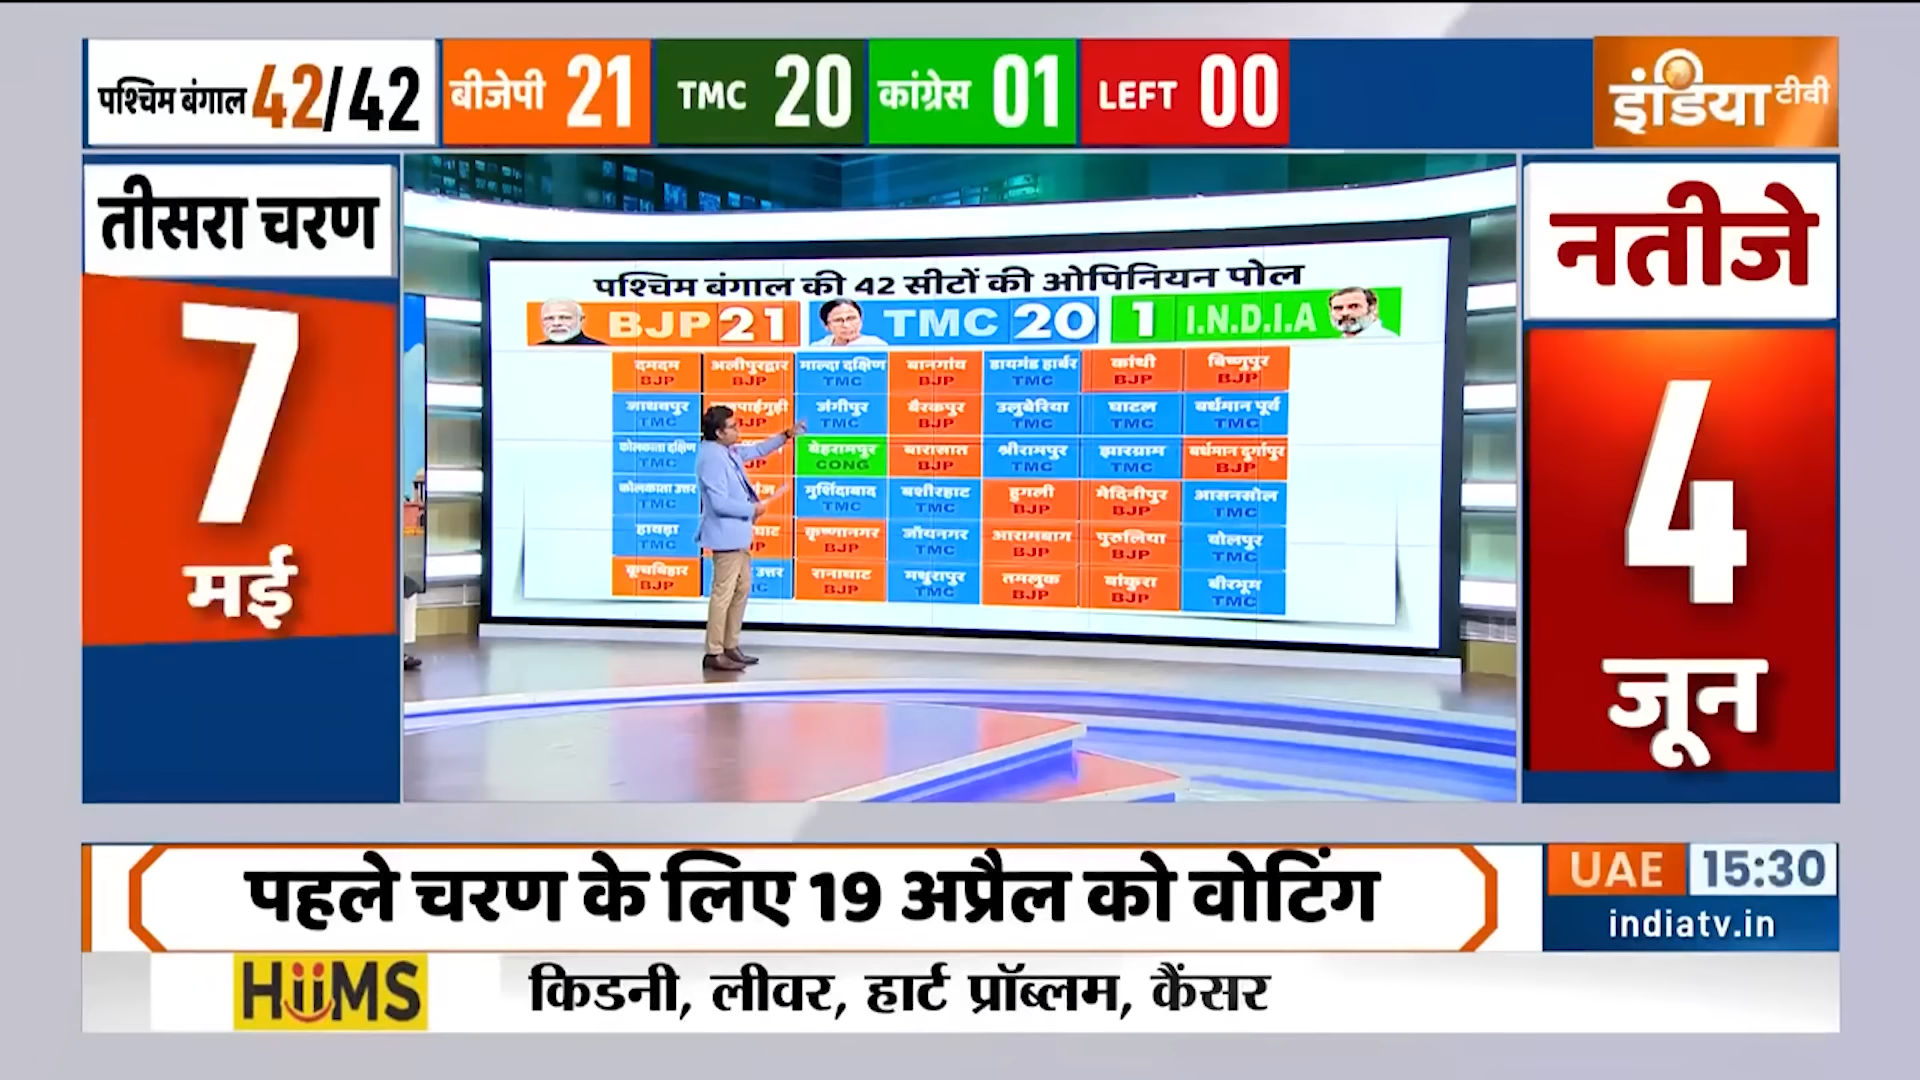 पश्चिम बंगाल 42/42
बीजेपी 21
TMC 20
कांग्रेस 01
LEFT 00
इंडिया टीवी
तीसरा चरण
7
मई
पश्चिम बंगाल की 42 सीटों की ओपिनियन पोल
BJP 21
TMC 20
1 I.N.D.I.A
दमदम अलीपुरद्वार माल्दा दक्षिण बानगांव डायमंड हार्बर कांथी बिष्णुपुर
BJP BJP TMC BJP TMC BJP BJP
जाधवपुर जंगीपुर बैरकपुर उलुबेरिया घाटल बर्धमान पूर्व
TMC BJP TMC BJP TMC TMC TMC
कोलकाता दक्षिण बेहरामपुर बारासात श्रीरामपुर झारग्राम बर्धमान दुर्गापुर
TMC CONG BJP TMC TMC BJP
कोलकाता उत्तर मुर्शिदाबाद बशीरहाट हुगली मेदिनीपुर आसनसोल
TMC TMC TMC BJP BJP TMC
हावड़ा कृष्णानगर जॉयनगर आरामबाग पुरुलिया बोलपुर
TMC BJP TMC BJP BJP TMC
कूचबिहार उत्तर रानाघाट मथुरापुर तमलुक बांकुरा बीरभूम
BJP BJP TMC BJP BJP TMC
नतीजे
4
जून
पहले चरण के लिए 19 अप्रैल को वोटिंग
UAE 15:30
indiatv.in
HiiMS
किडनी, लीवर, हार्ट प्रॉब्लम, कैंसर